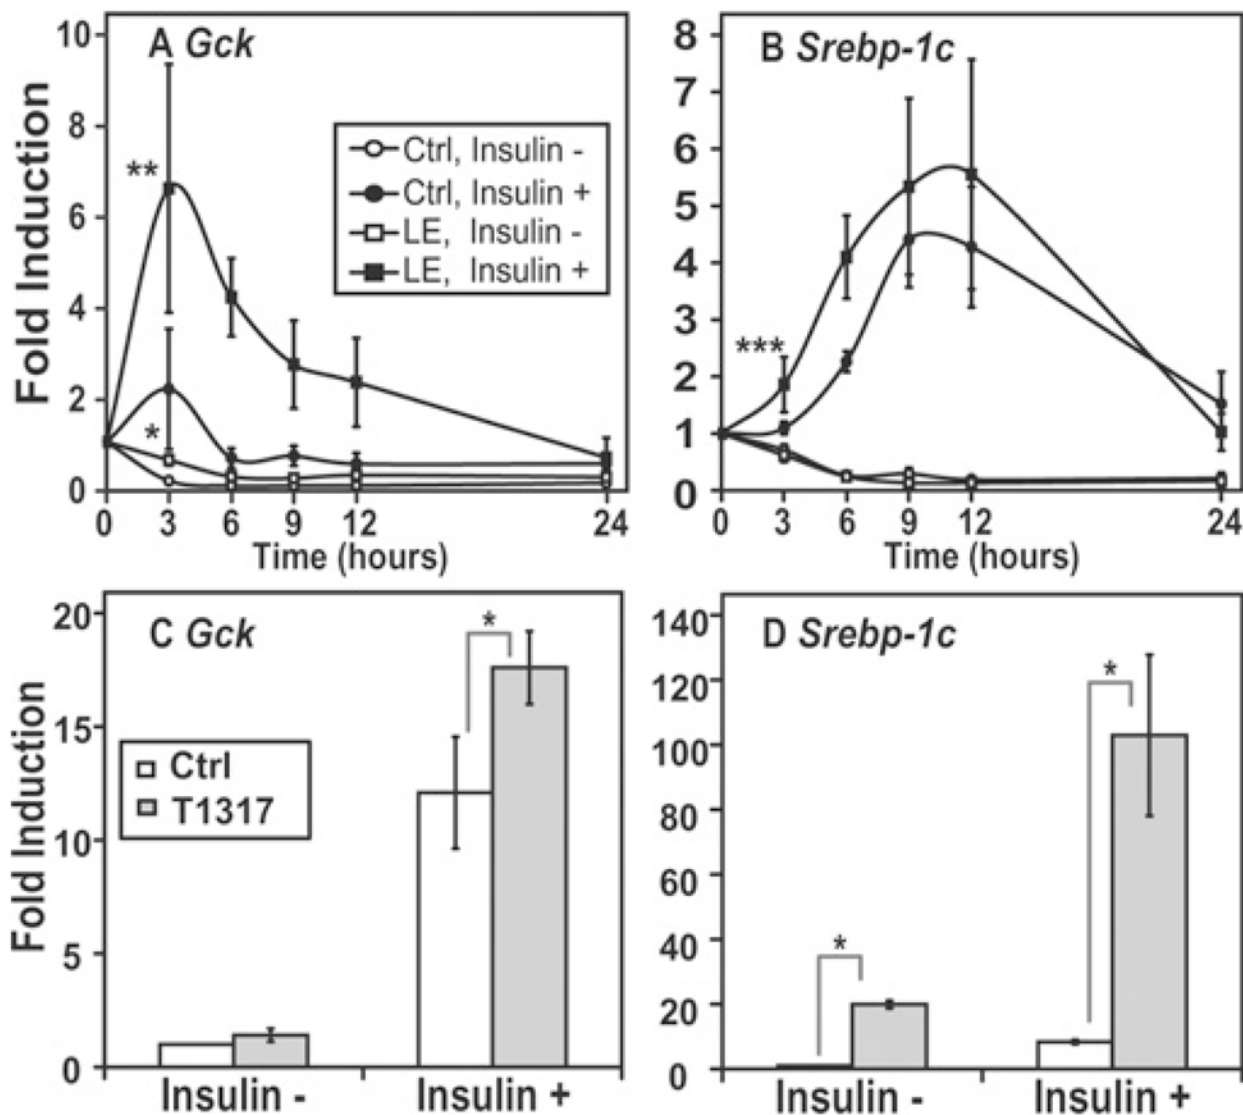 A Gck
Fold Induction
10
8
6
4
2
0
**
*
Ctrl, Insulin -
Ctrl, Insulin +
LE, Insulin -
LE, Insulin +
0 3 6 9 12 24
Time (hours)
B Srebp-1c
8
7
6
5
4
3
2
1
0
***
0 3 6 9 12 24
Time (hours)
C Gck
Fold Induction
20
15
10
5
0
*
Ctrl
T1317
Insulin - Insulin +
D Srebp-1c
140
120
100
80
60
40
20
0
*
*
Insulin - Insulin +